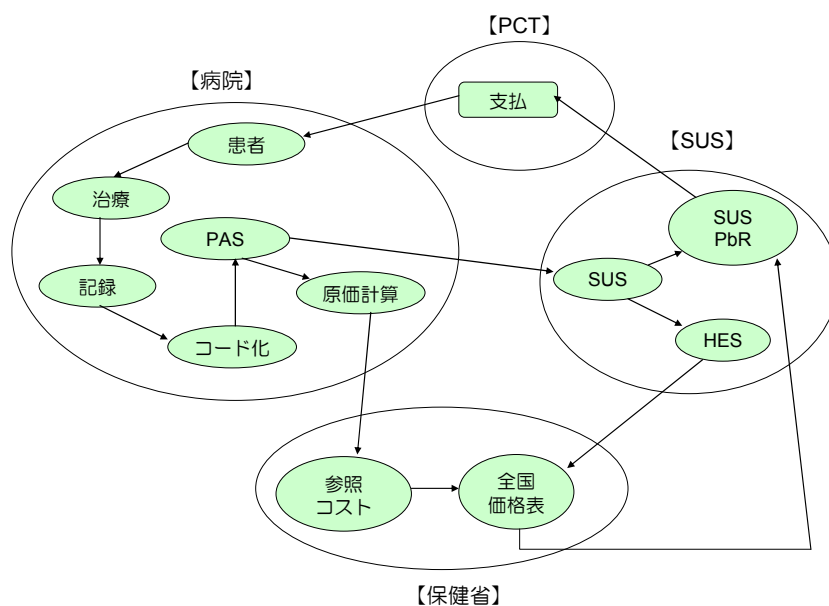 【PCT】
【病院】
支払
【SUS】
患者
治療
SUS
PbR
PAS
SUS
記録
原価計算
コード化
HES
参照
コスト
全国
価格表
【保健省】